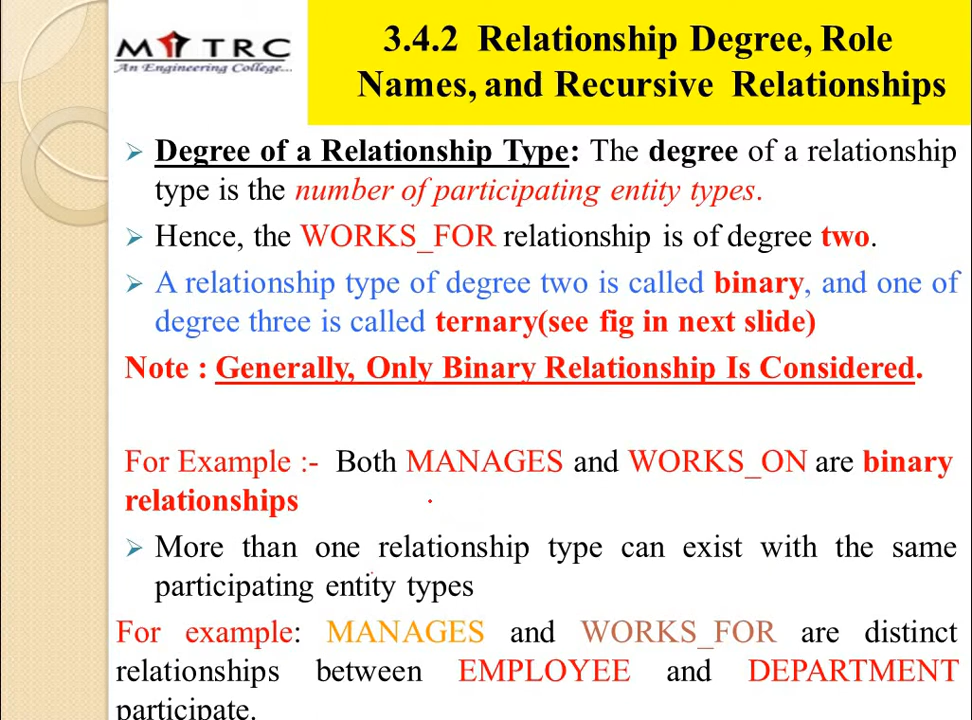 MITRC
An Engineering College...
3.4.2 Relationship Degree, Role
Names, and Recursive Relationships
➢ Degree of a Relationship Type: The degree of a relationship
type is the number of participating entity types.
➢ Hence, the WORKS_FOR relationship is of degree two.
➢ A relationship type of degree two is called binary, and one of
degree three is called ternary(see fig in next slide)
Note : Generally, Only Binary Relationship Is Considered.
For Example :- Both MANAGES and WORKS_ON are binary
relationships
➢ More than one relationship type can exist with the same
participating entity types
For example: MANAGES and WORKS_FOR are distinct
relationships between EMPLOYEE and DEPARTMENT
participate.